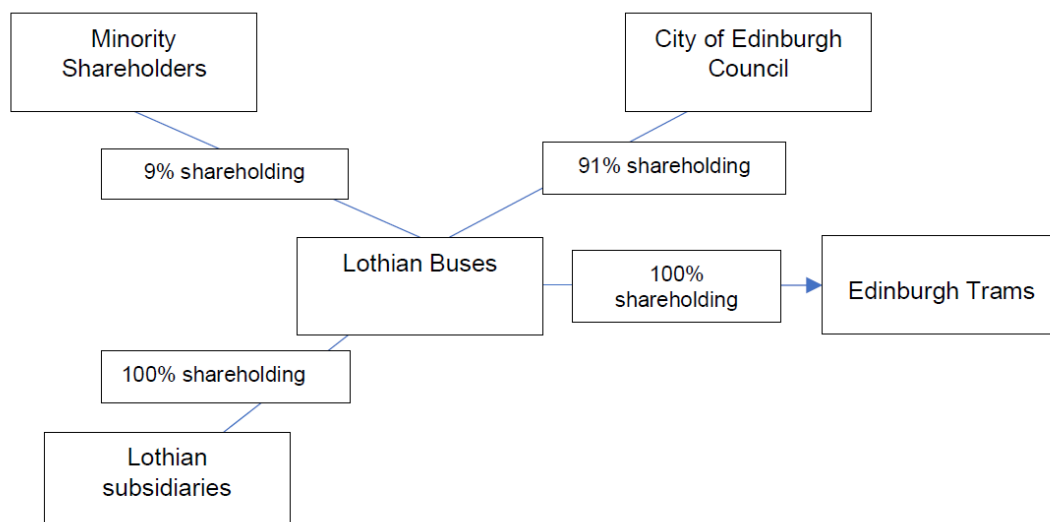 Minority
Shareholders
City of Edinburgh
Council
9% shareholding
91% shareholding
Lothian Buses
100%
shareholding
Edinburgh Trams
100% shareholding
Lothian
subsidiaries